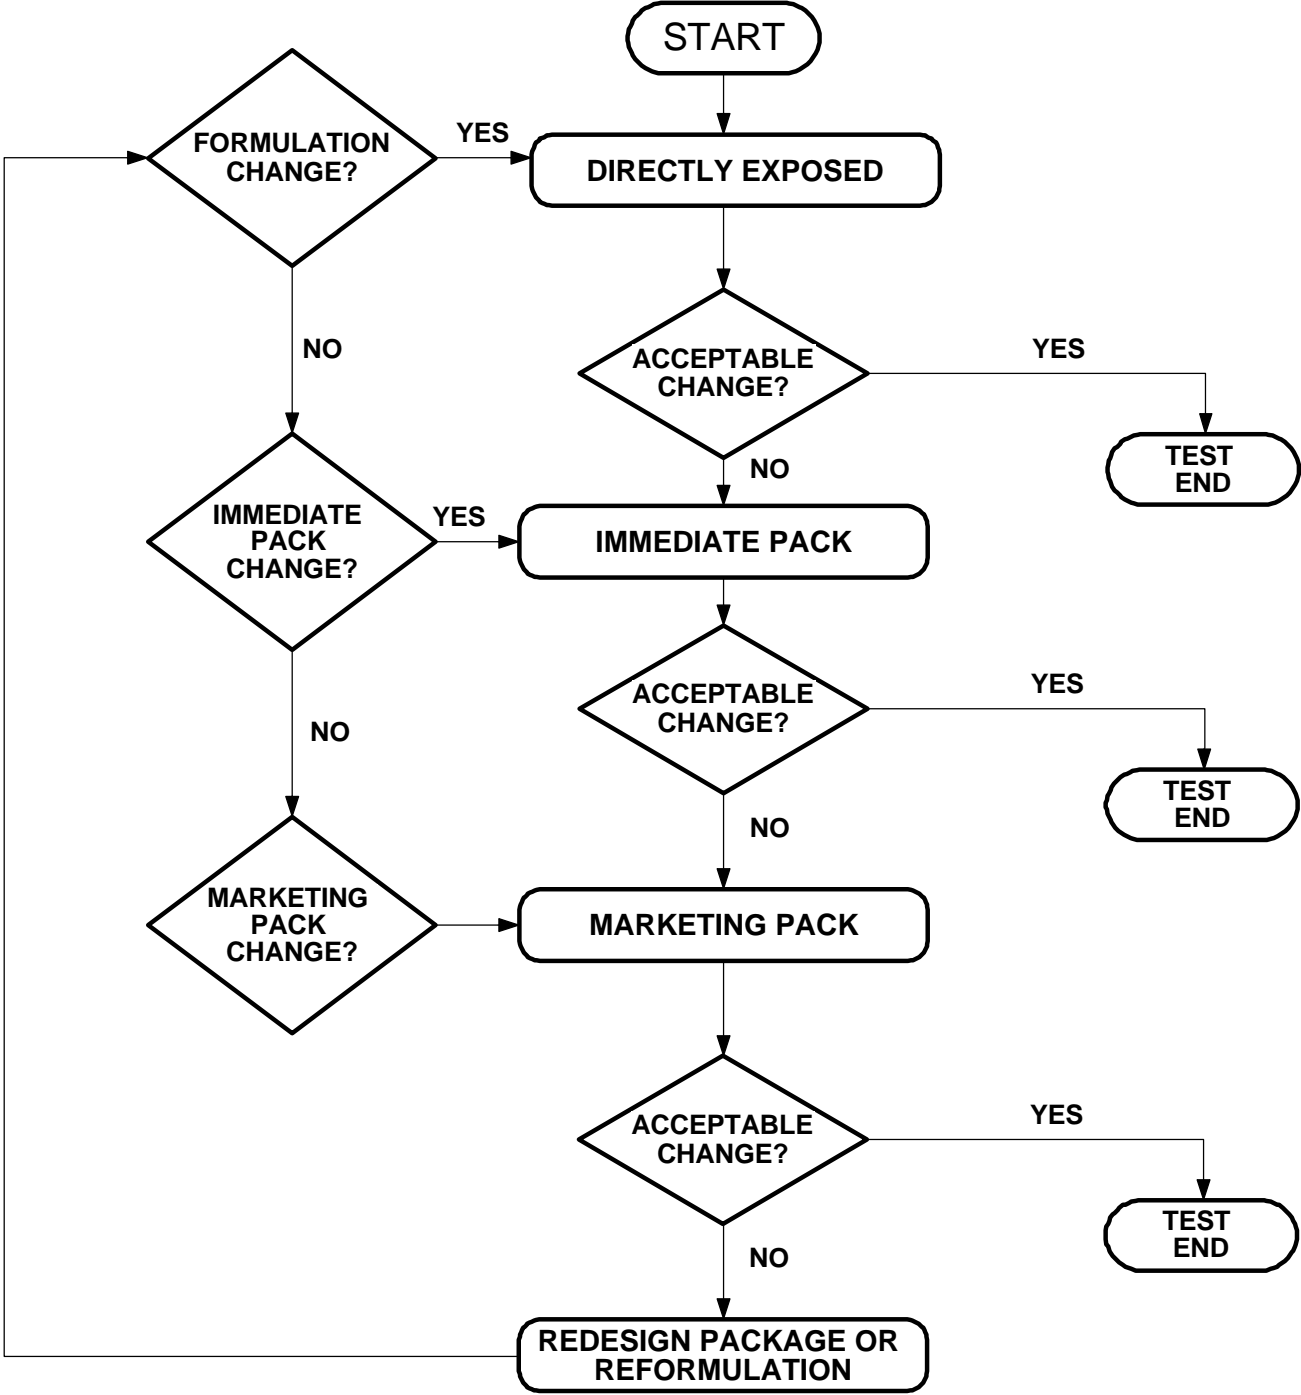 START
FORMULATION
CHANGE?
YES
DIRECTLY EXPOSED
NO
ACCEPTABLE
CHANGE?
YES
TEST
END
NO
IMMEDIATE
PACK
CHANGE?
YES
IMMEDIATE PACK
ACCEPTABLE
CHANGE?
YES
TEST
END
NO
NO
MARKETING
PACK
CHANGE?
MARKETING PACK
ACCEPTABLE
CHANGE?
YES
TEST
END
NO
REDESIGN PACKAGE OR
REFORMULATION